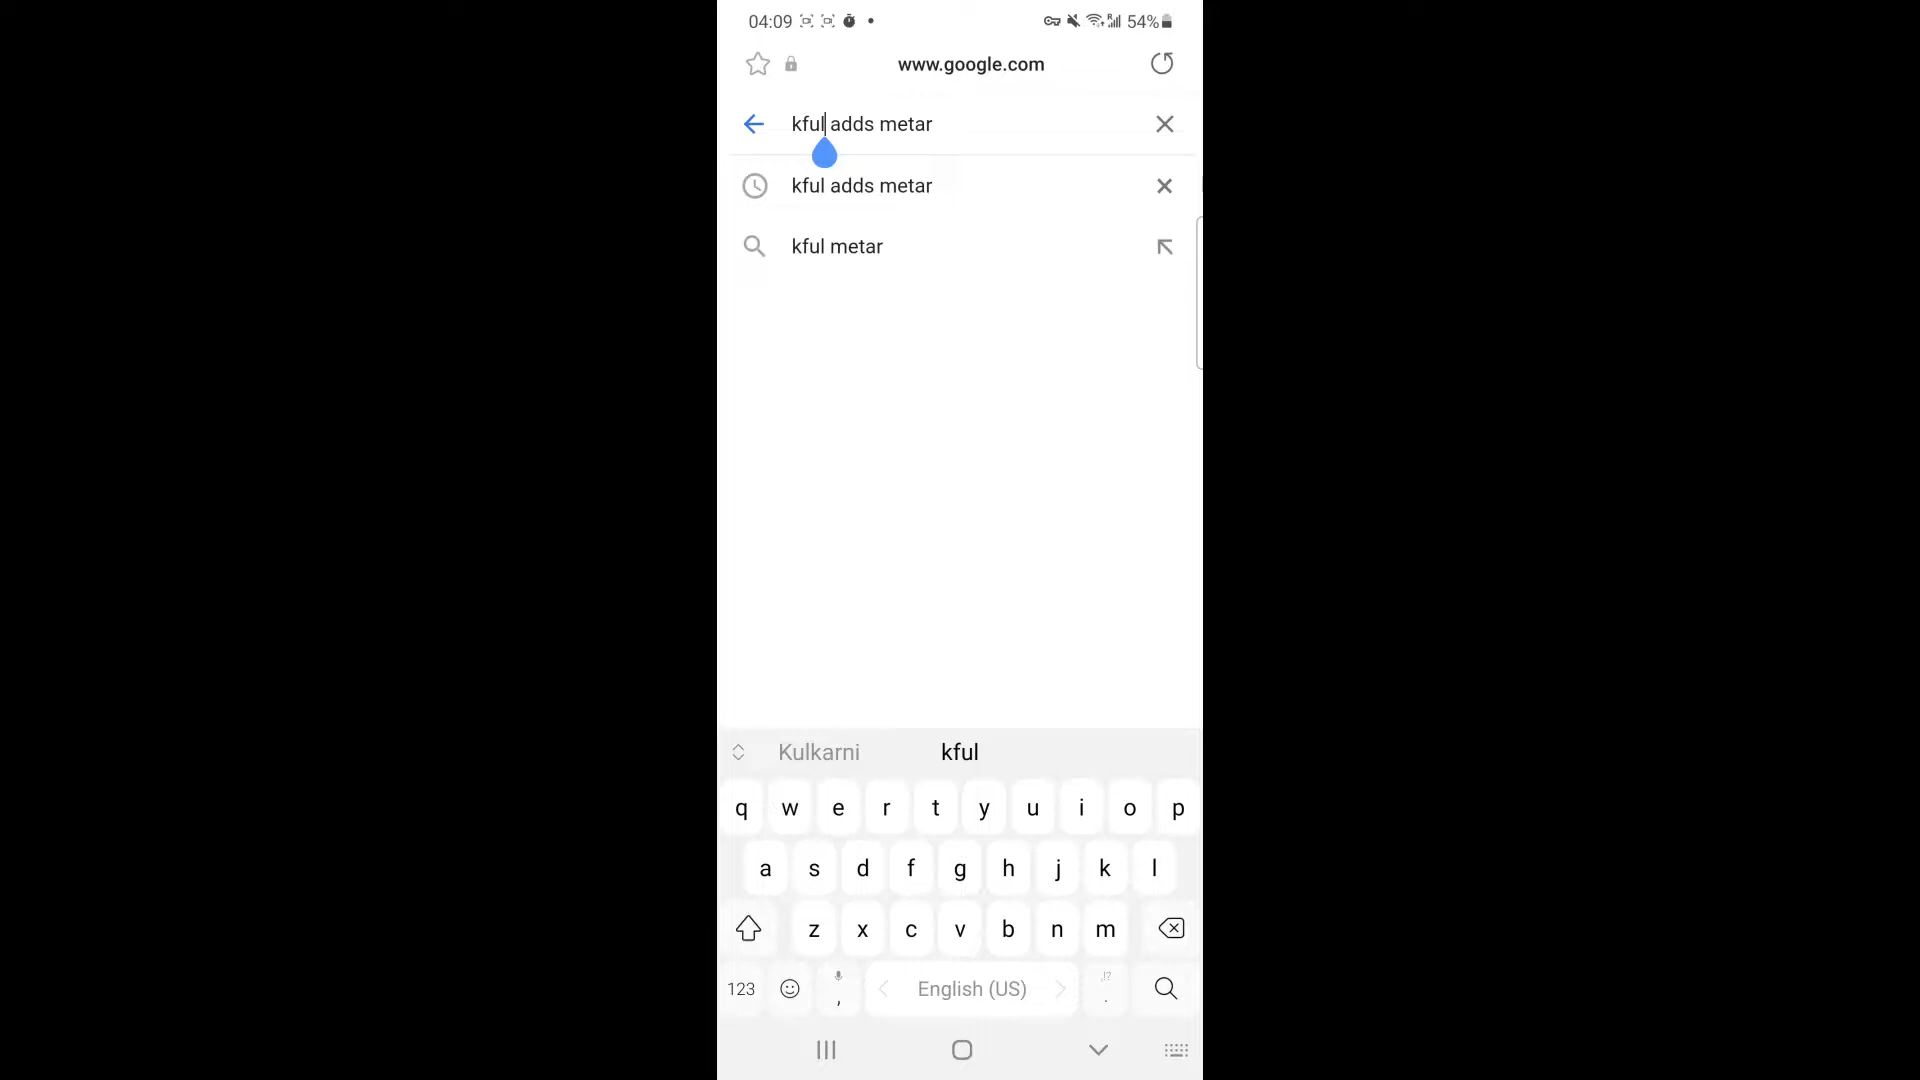 04:09 54%
www.google.com
kful adds metar
kful adds metar
kful metar
Kulkarni kful
q w e r t y u i o p
a s d f g h j k l
z x c v b n m
123 , English (US) ,!? .